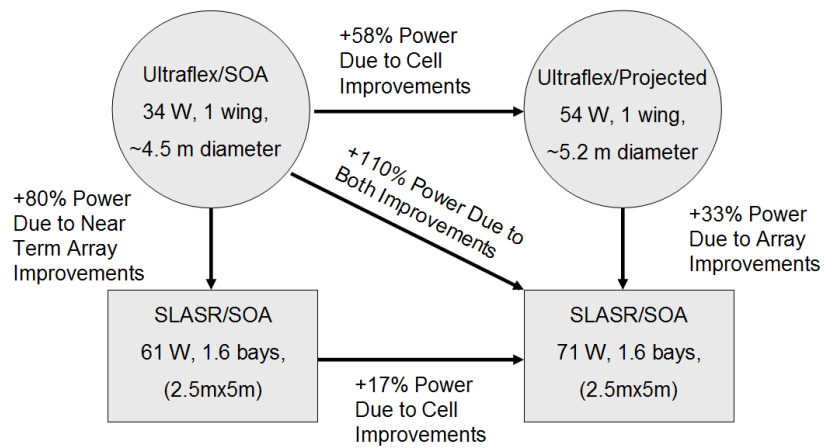 +58% Power
Due to Cell
Improvements
Ultraflex/SOA
34 W, 1 wing,
~4.5 m diameter
Ultraflex/Projected
54 W, 1 wing,
~5.2 m diameter
+110% Power Due to
Both Improvements
+80% Power
Due to Near
Term Array
Improvements
+33% Power
Due to Array
Improvements
SLASR/SOA
61 W, 1.6 bays,
(2.5mx5m)
SLASR/SOA
71 W, 1.6 bays,
(2.5mx5m)
+17% Power
Due to Cell
Improvements